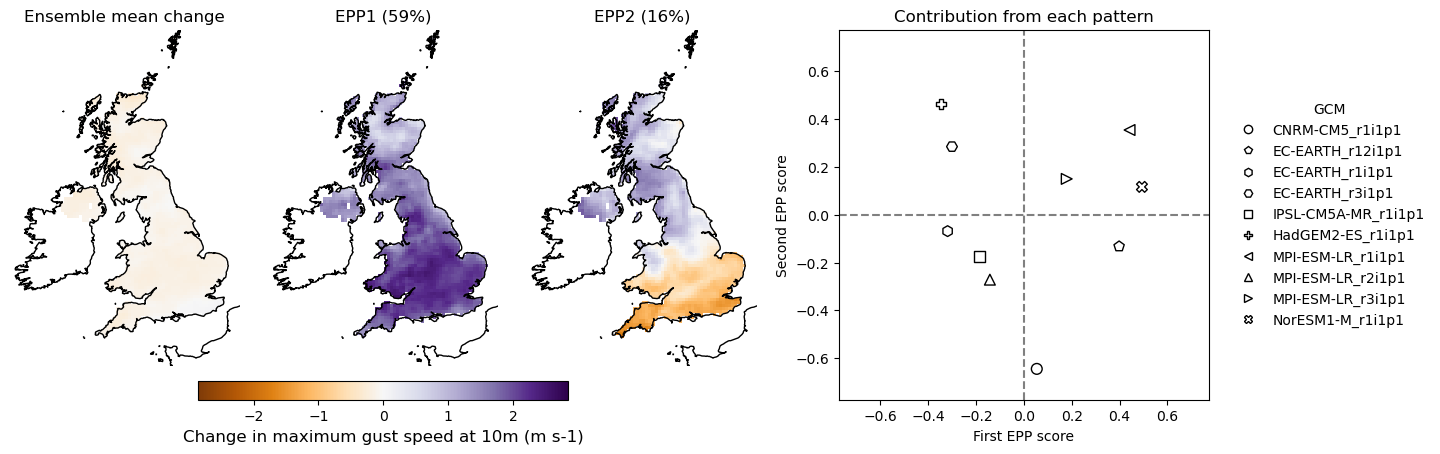 Ensemble mean change
EPP1 (59%)
EPP2 (16%)
−2 −1 0 1 2
Change in maximum gust speed at 10m (m s-1)
Contribution from each pattern
Second EPP score
0.6
0.4
0.2
0.0
−0.2
−0.4
−0.6
−0.6 −0.4 −0.2 0.0 0.2 0.4 0.6
First EPP score
GCM
CNRM-CM5_r1i1p1
EC-EARTH_r12i1p1
EC-EARTH_r1i1p1
EC-EARTH_r3i1p1
IPSL-CM5A-MR_r1i1p1
HadGEM2-ES_r1i1p1
MPI-ESM-LR_r1i1p1
MPI-ESM-LR_r2i1p1
MPI-ESM-LR_r3i1p1
NorESM1-M_r1i1p1